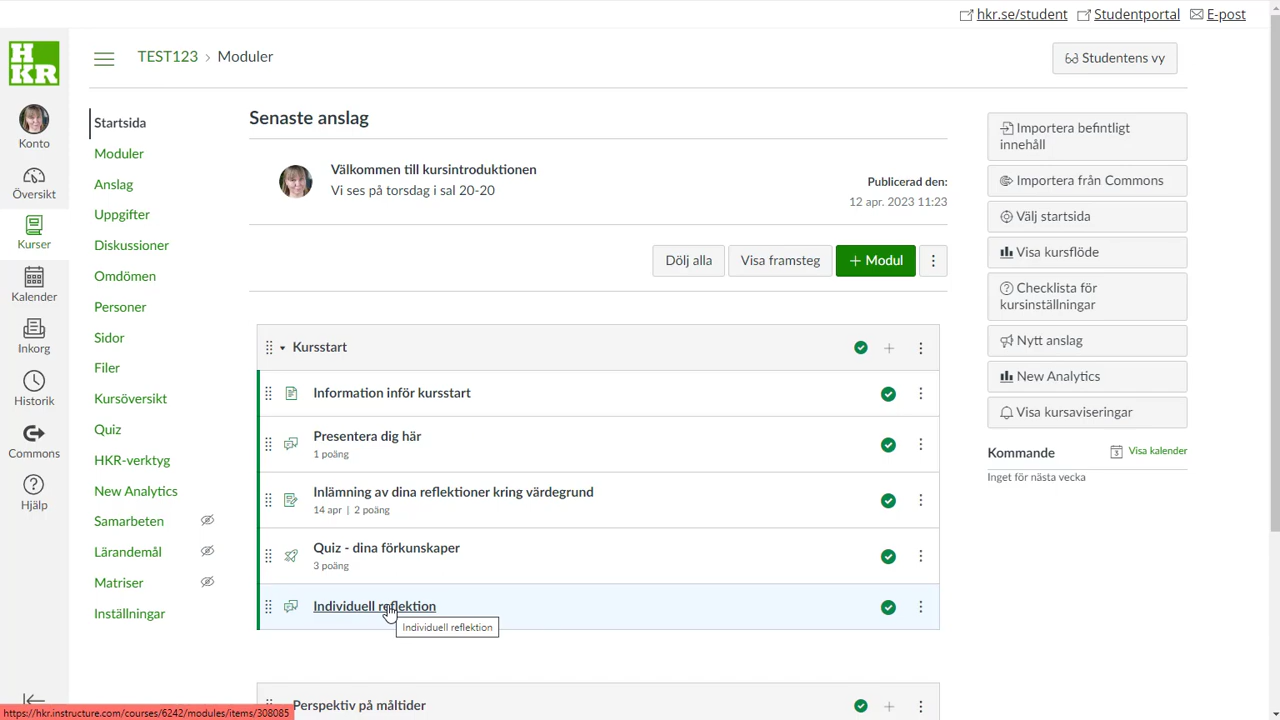 hkr.se/student
Studentportal
E-post
HKR
TEST123 › Moduler
Studentens vy
Konto
Översikt
Kurser
Kalender
Inkorg
Historik
Commons
Hjälp
Startsida
Moduler
Anslag
Uppgifter
Diskussioner
Omdömen
Personer
Sidor
Filer
Kursöversikt
Quiz
HKR-verktyg
New Analytics
Samarbeten
Lärandemål
Matriser
Inställningar
Senaste anslag
Välkommen till kursintroduktionen
Vi ses på torsdag i sal 20-20
Publicerad den:
12 apr. 2023 11:23
Dölj alla
Visa framsteg
+ Modul
Kursstart
Information inför kursstart
Presentera dig här
1 poäng
Inlämning av dina reflektioner kring värdegrund
14 apr | 2 poäng
Quiz - dina förkunskaper
3 poäng
Individuell reflektion
Individuell reflektion
Perspektiv på måltider
Importera befintligt
innehåll
Importera från Commons
Välj startsida
Visa kursflöde
Checklista för
kursinställningar
Nytt anslag
New Analytics
Visa kursaviseringar
Kommande
Visa kalender
Inget för nästa vecka
https://hkr.instructure.com/courses/6242/modules/items/308085